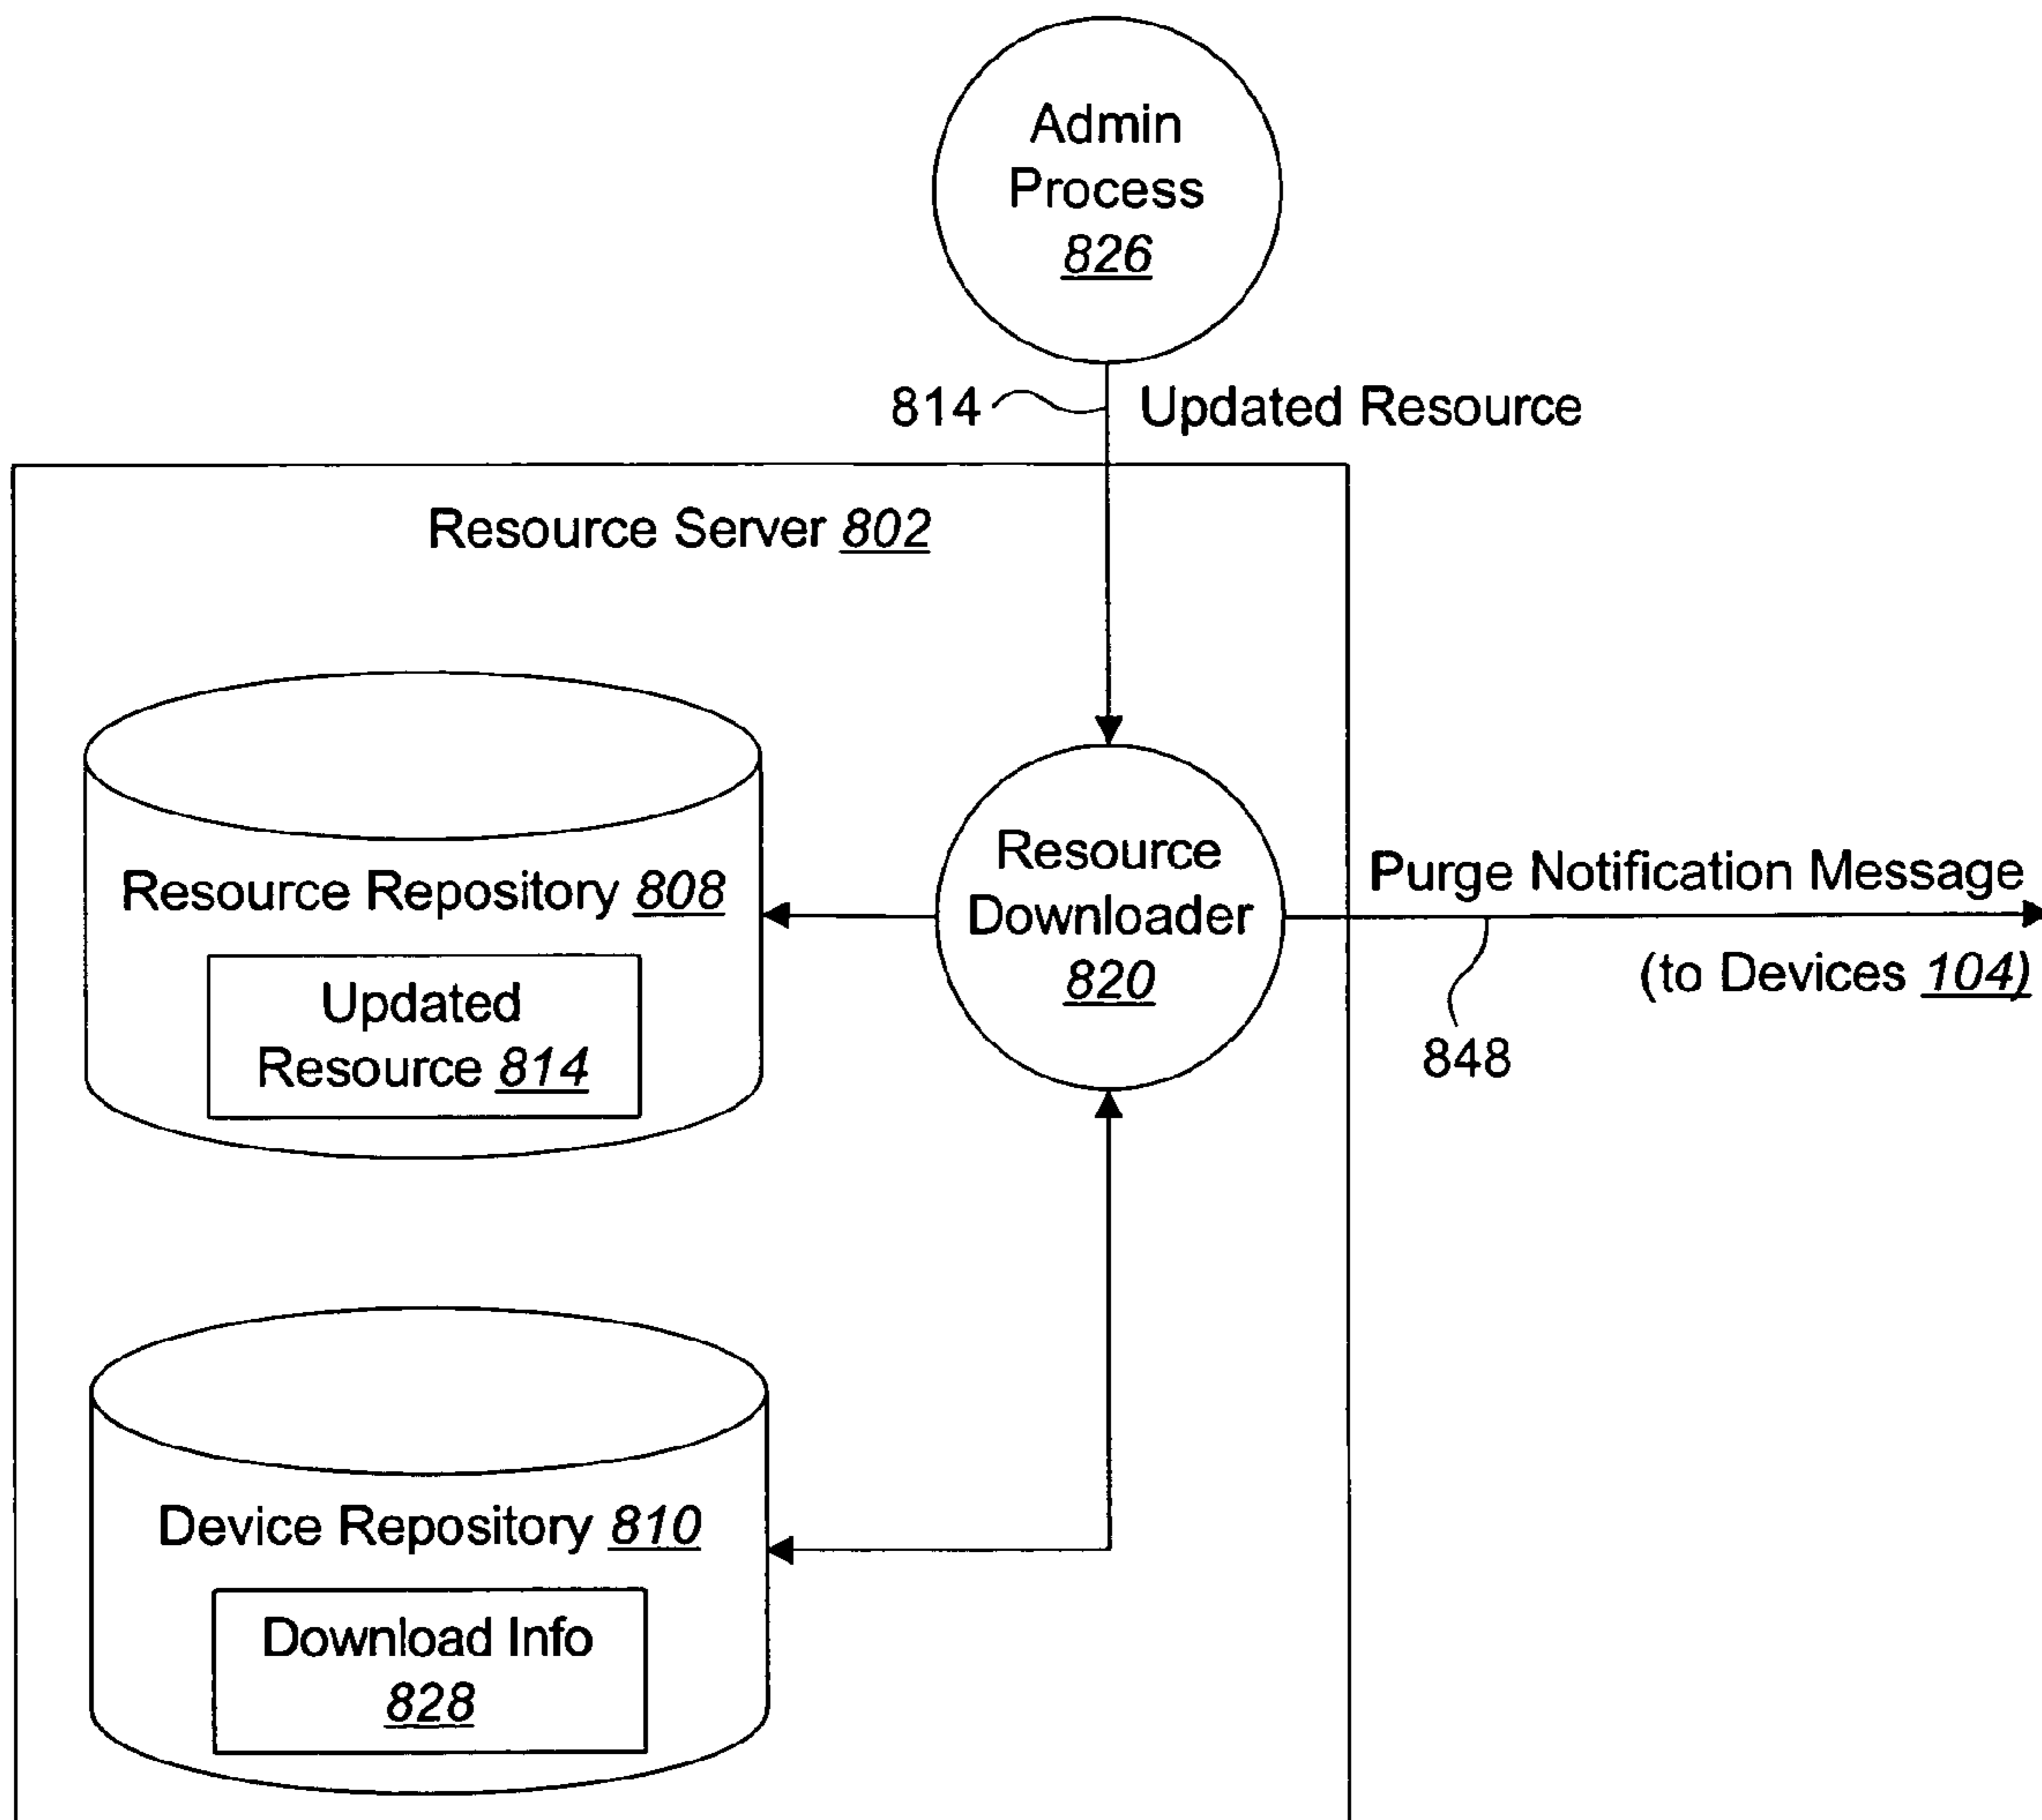 Admin
Process
826
814
Updated Resource
Resource Server 802
Resource Repository 808
Updated
Resource 814
Resource
Downloader
820
Purge Notification Message
(to Devices 104)
848
Device Repository 810
Download Info
828